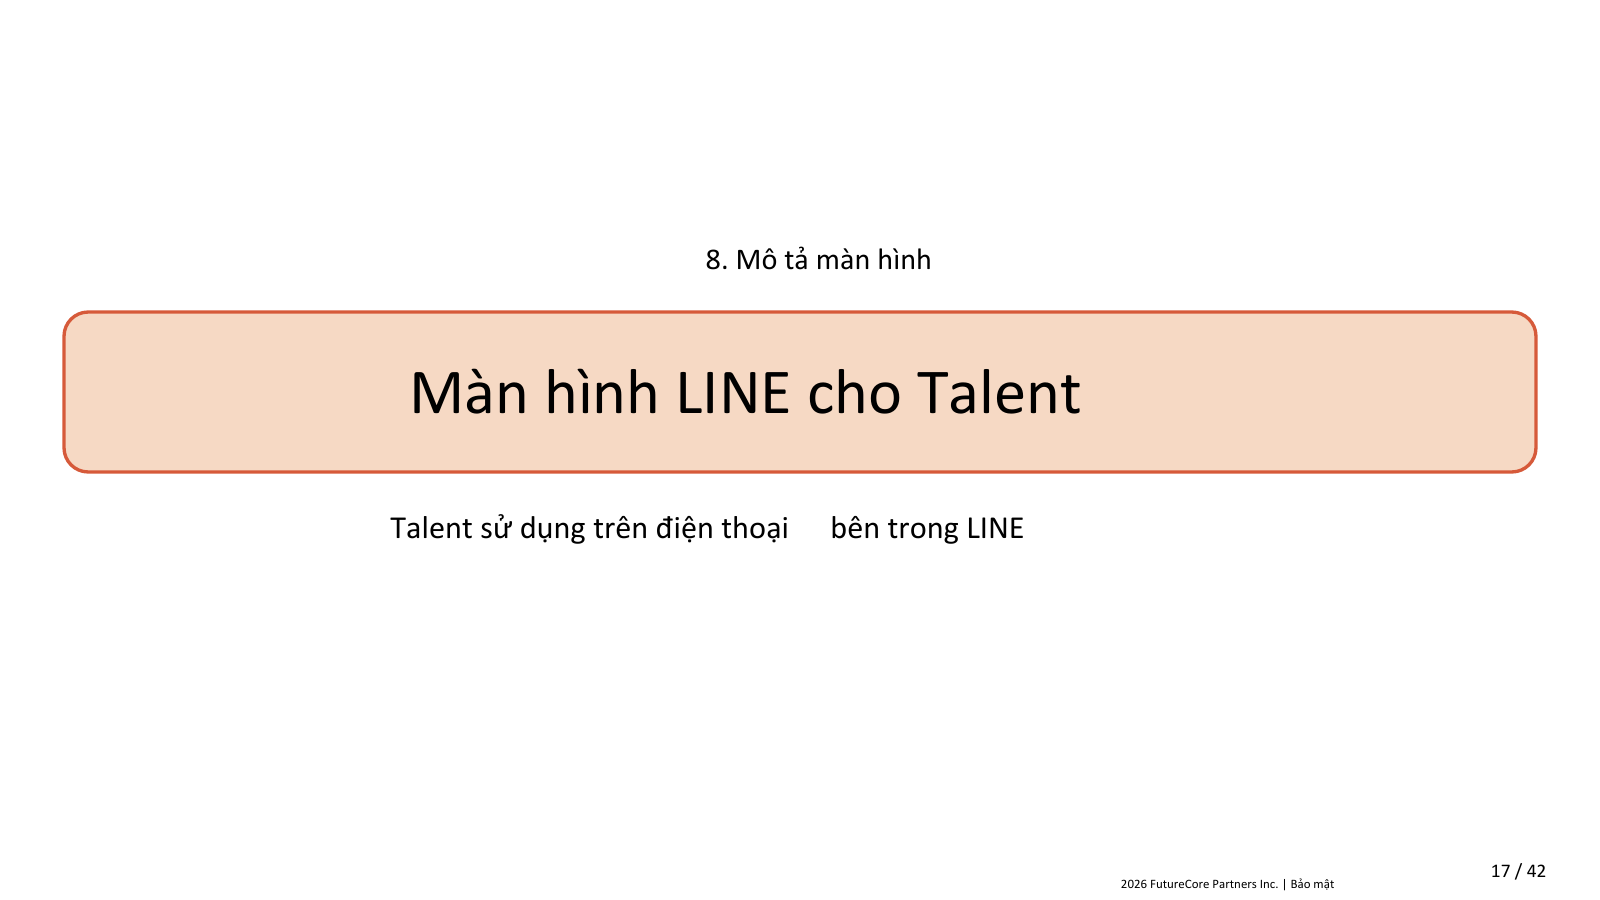 8. Mô tả màn hình
Màn hình LINE cho Talent
Talent sử dụng trên điện thoại bên trong LINE
17 / 42
2026 FutureCore Partners Inc. | Bảo mật